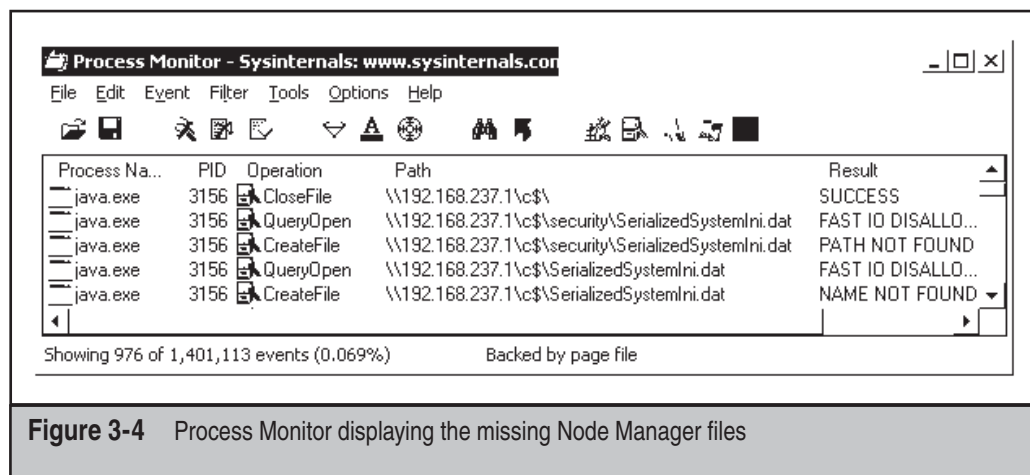 Process Monitor - Sysinternals: www.sysinternals.con
File Edit Event Filter Tools Options Help
Process Na... PID Operation Path Result
java.exe 3156 CloseFile \\192.168.237.1\c$\ SUCCESS
java.exe 3156 QueryOpen \\192.168.237.1\c$\security\SerializedSystemIni.dat FAST IO DISALLO...
java.exe 3156 CreateFile \\192.168.237.1\c$\security\SerializedSystemIni.dat PATH NOT FOUND
java.exe 3156 QueryOpen \\192.168.237.1\c$\SerializedSystemIni.dat FAST IO DISALLO...
java.exe 3156 CreateFile \\192.168.237.1\c$\SerializedSystemIni.dat NAME NOT FOUND
Showing 976 of 1,401,113 events (0.069%) Backed by page file
Figure 3-4 Process Monitor displaying the missing Node Manager files